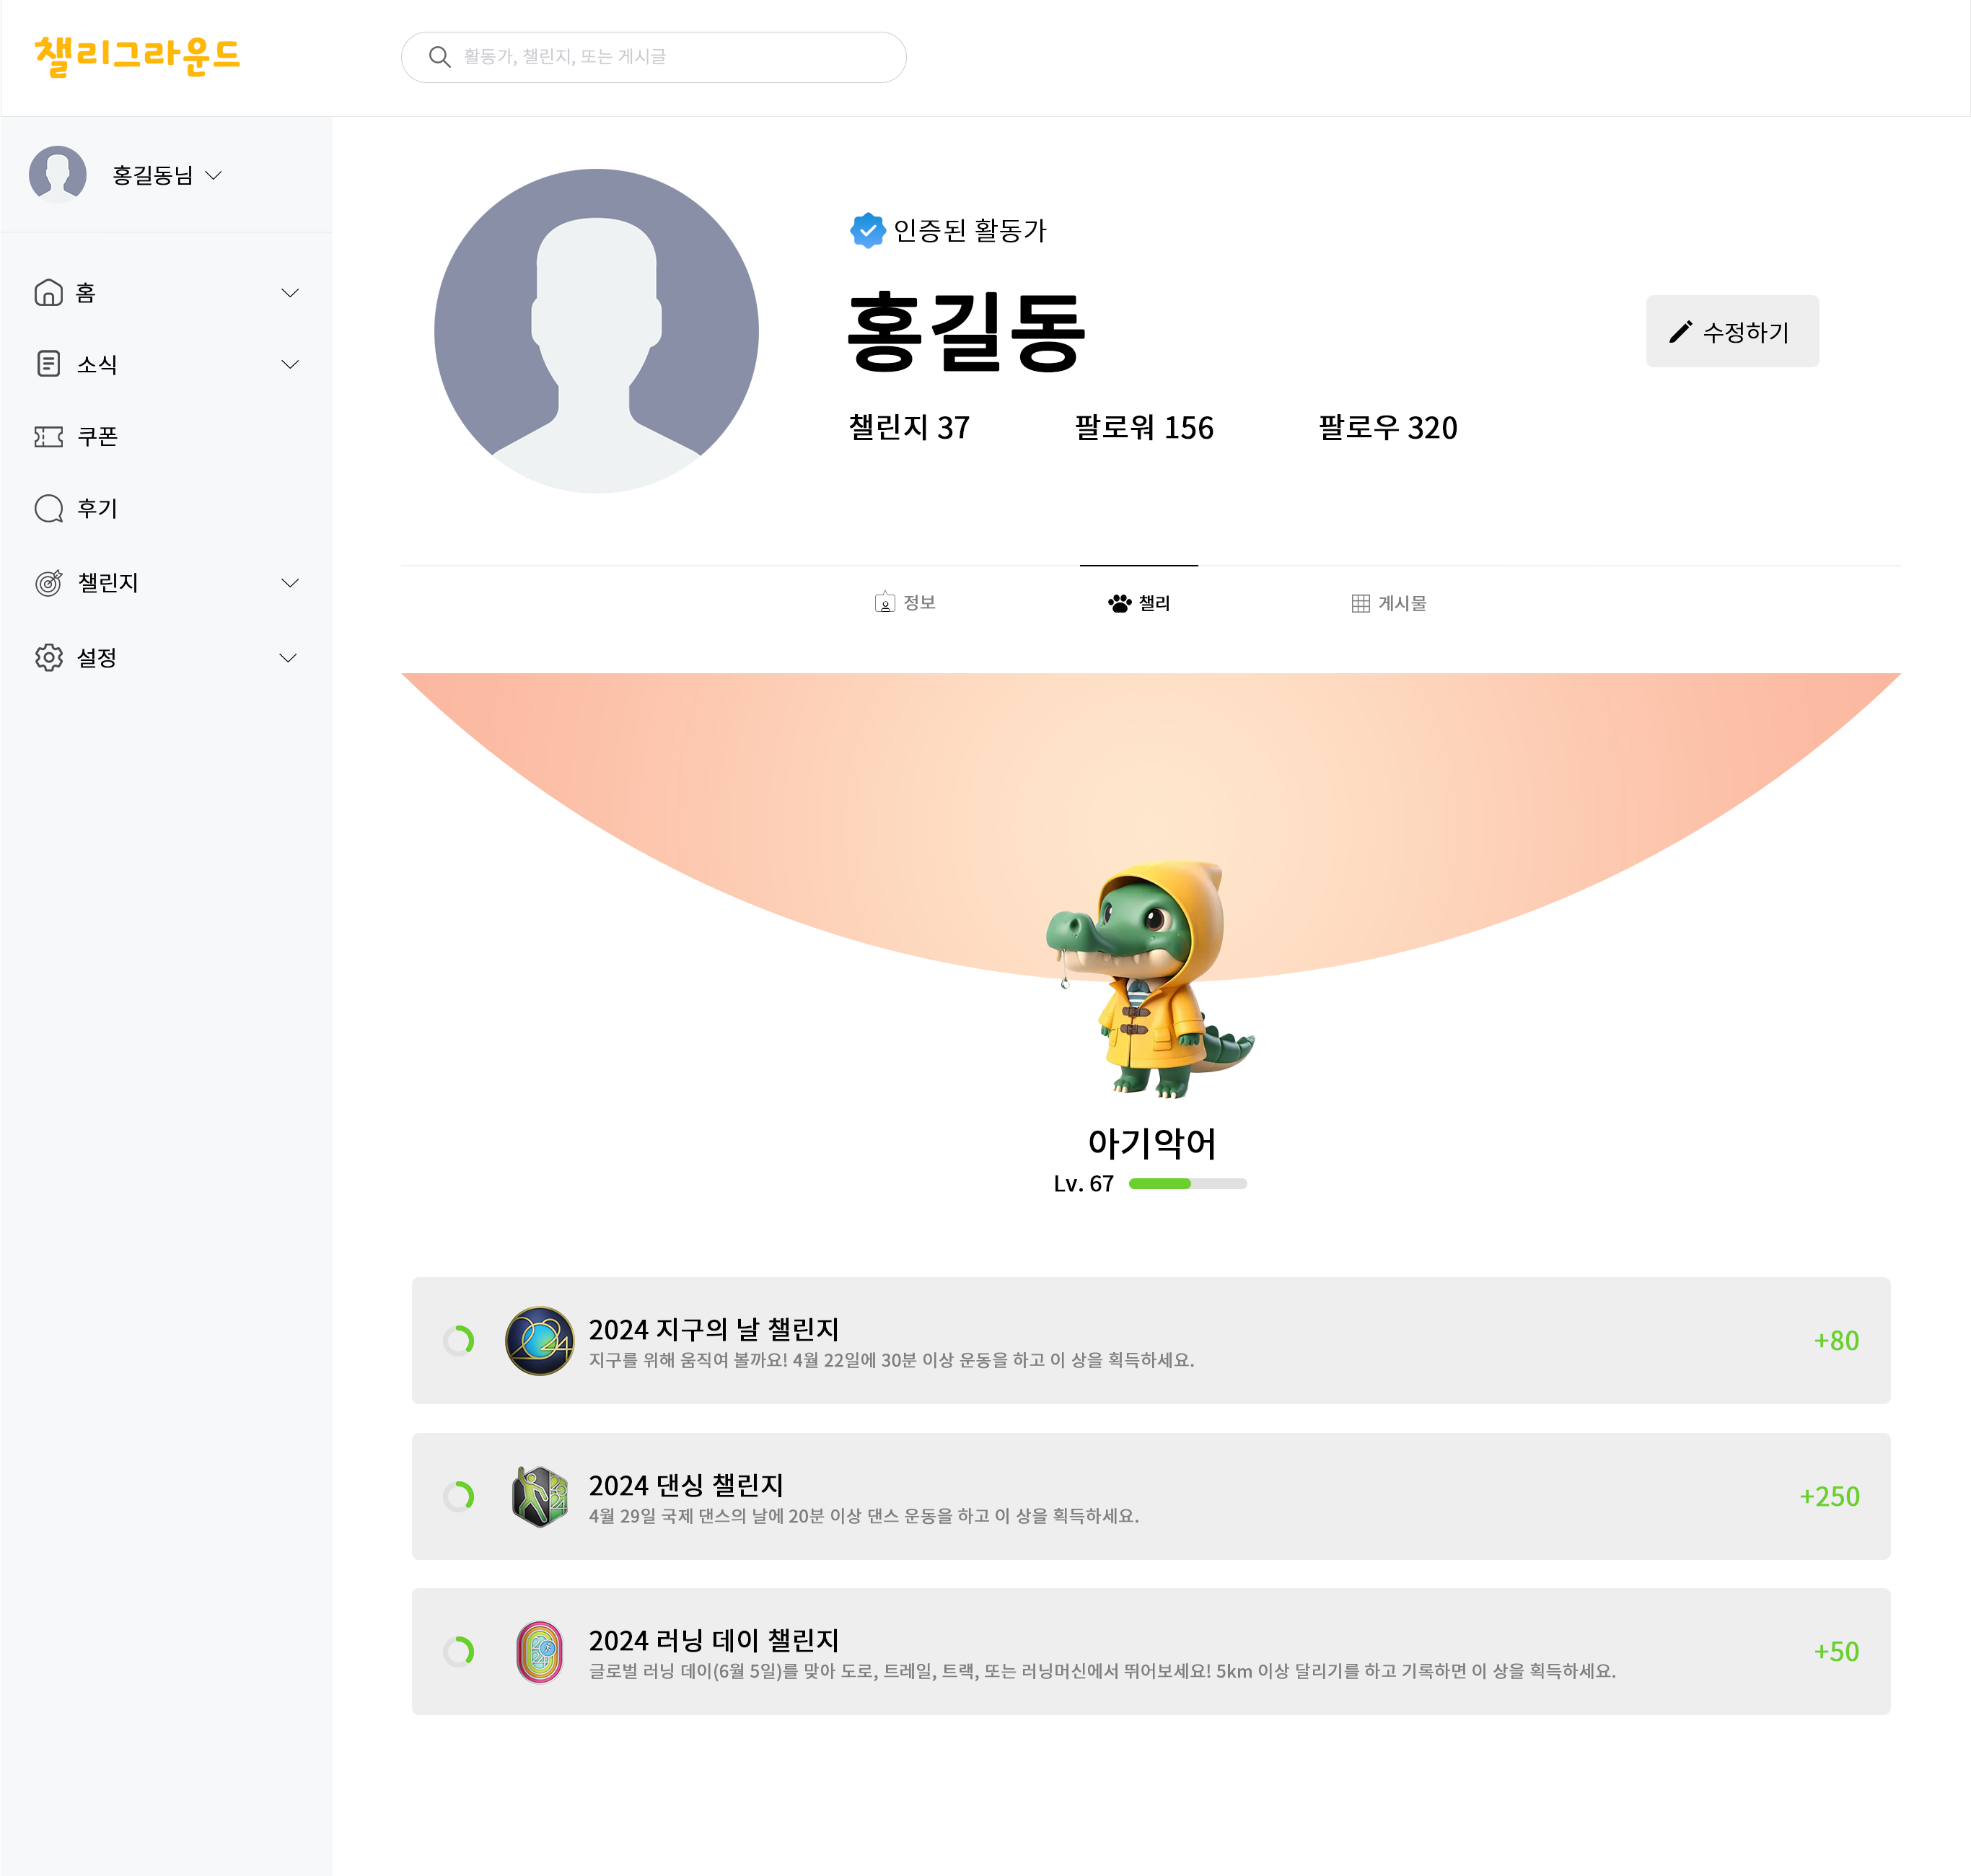 챌리그라운드
활동가, 챌린지, 또는 게시글
홍길동님
홈
소식
쿠폰
후기
챌린지
설정
인증된 활동가
홍길동
수정하기
챌린지 37
팔로워 156
팔로우 320
정보
챌리
게시물
아기악어
Lv. 67
2024
2024 지구의 날 챌린지
지구를 위해 움직여 볼까요! 4월 22일에 30분 이상 운동을 하고 이 상을 획득하세요.
+80
2024 댄싱 챌린지
4월 29일 국제 댄스의 날에 20분 이상 댄스 운동을 하고 이 상을 획득하세요.
+250
2024 러닝 데이 챌린지
글로벌 러닝 데이(6월 5일)를 맞아 도로, 트레일, 트랙, 또는 러닝머신에서 뛰어보세요! 5km 이상 달리기를 하고 기록하면 이 상을 획득하세요.
+50